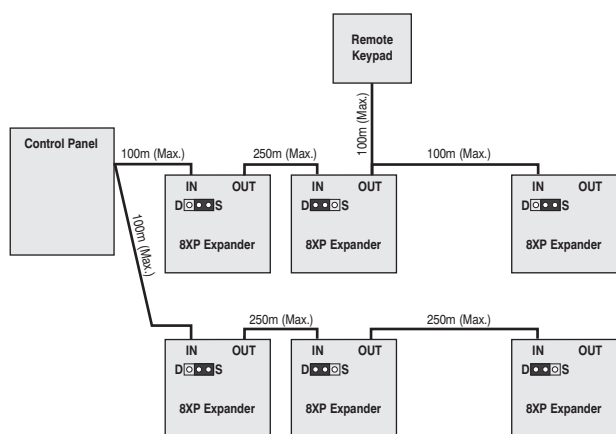 Remote
Keypad
Control Panel
100m (Max.)
250m (Max.)
100m (Max.)
100m (Max.)
IN OUT
D S
8XP Expander
IN OUT
D S
8XP Expander
IN OUT
D S
8XP Expander
100m (Max.)
250m (Max.)
250m (Max.)
IN OUT
D S
8XP Expander
IN OUT
D S
8XP Expander
IN OUT
D S
8XP Expander